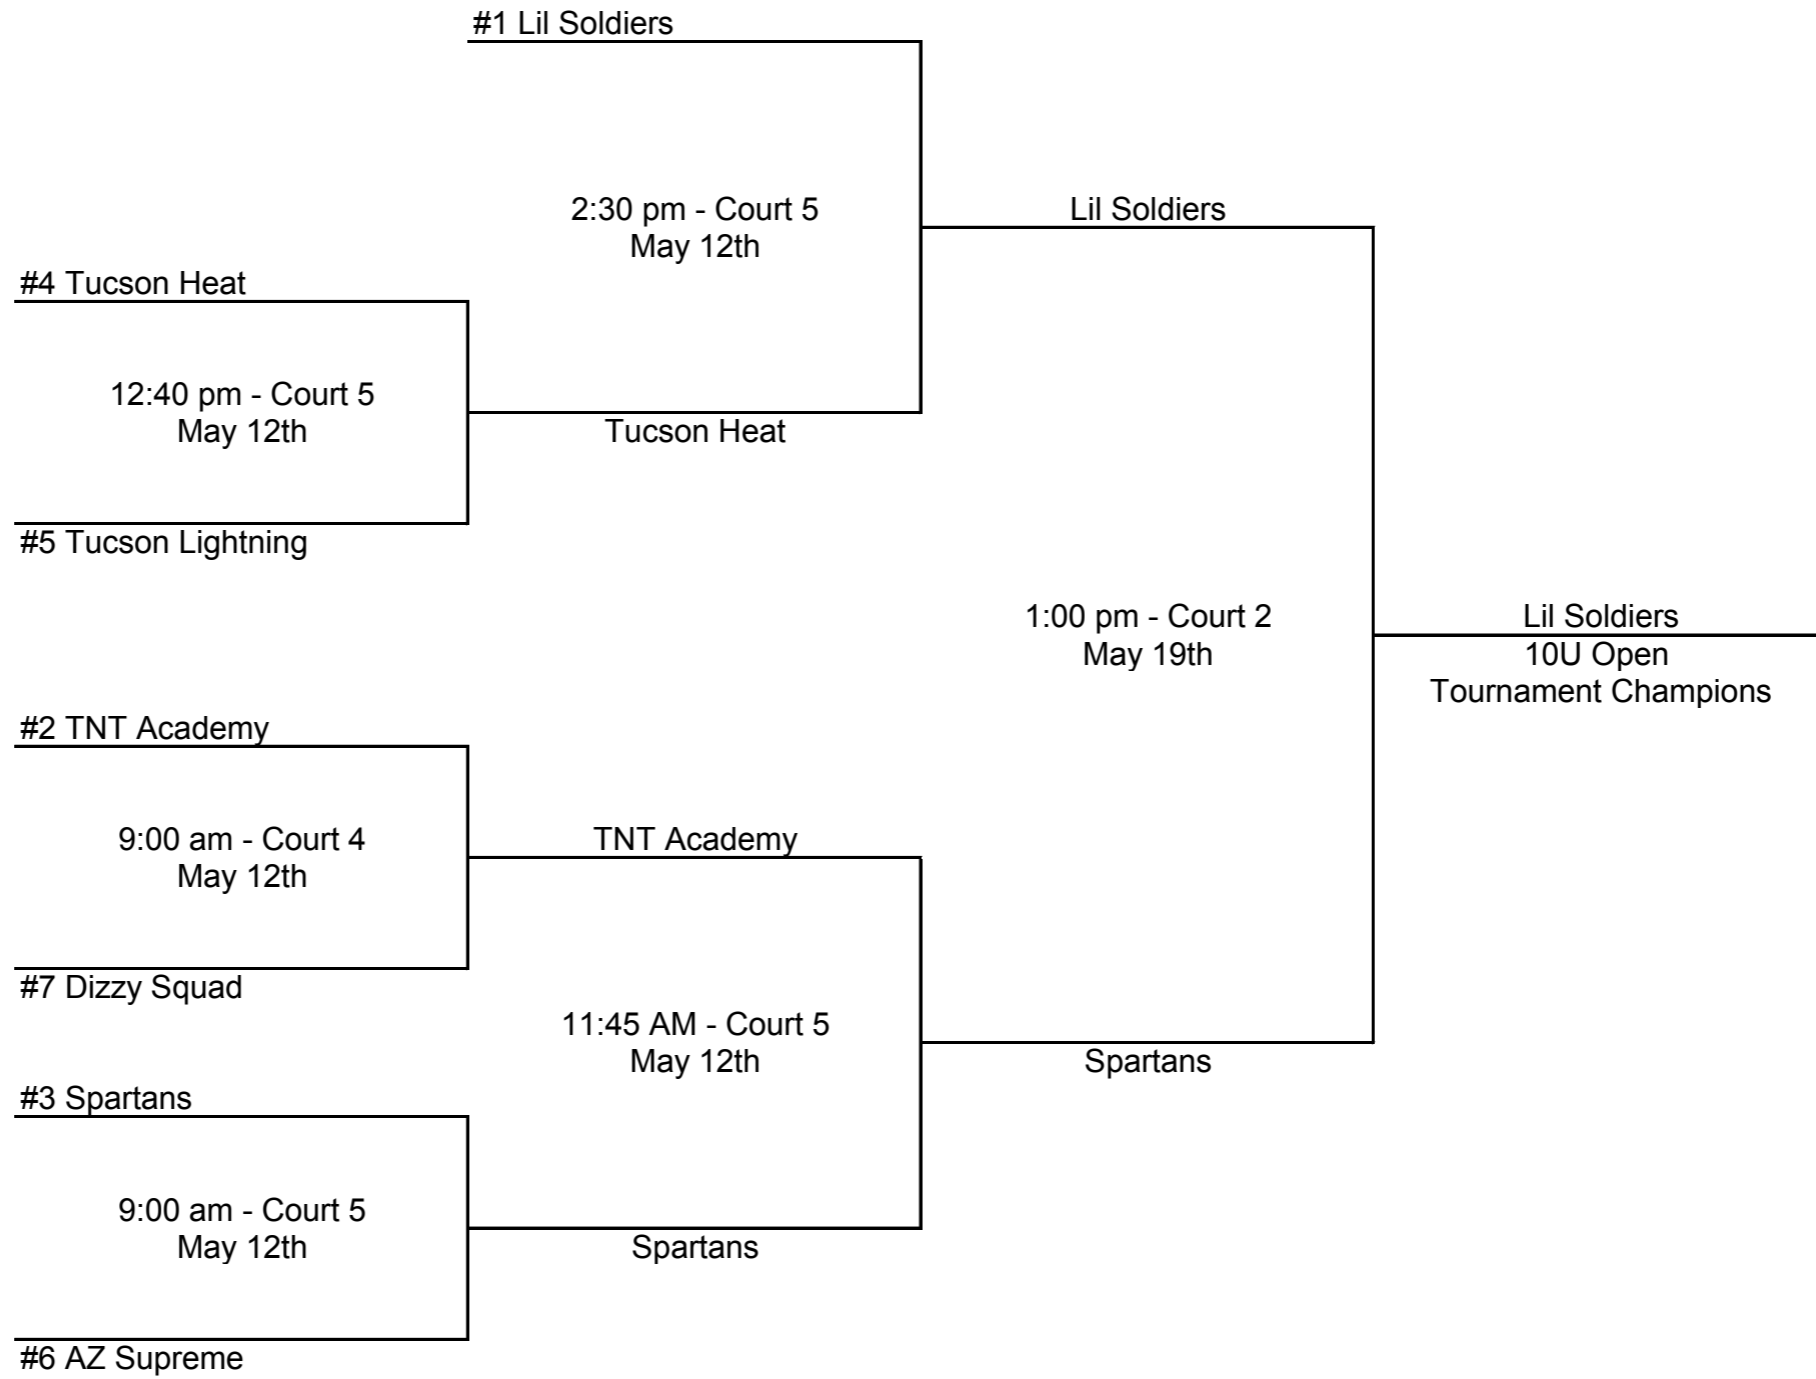 #1 Lil Soldiers
2:30 pm - Court 5
May 12th
Lil Soldiers
#4 Tucson Heat
12:40 pm - Court 5
May 12th
Tucson Heat
#5 Tucson Lightning
1:00 pm - Court 2
May 19th
Lil Soldiers
10U Open
Tournament Champions
#2 TNT Academy
9:00 am - Court 4
May 12th
TNT Academy
#7 Dizzy Squad
11:45 AM - Court 5
May 12th
Spartans
#3 Spartans
9:00 am - Court 5
May 12th
Spartans
#6 AZ Supreme